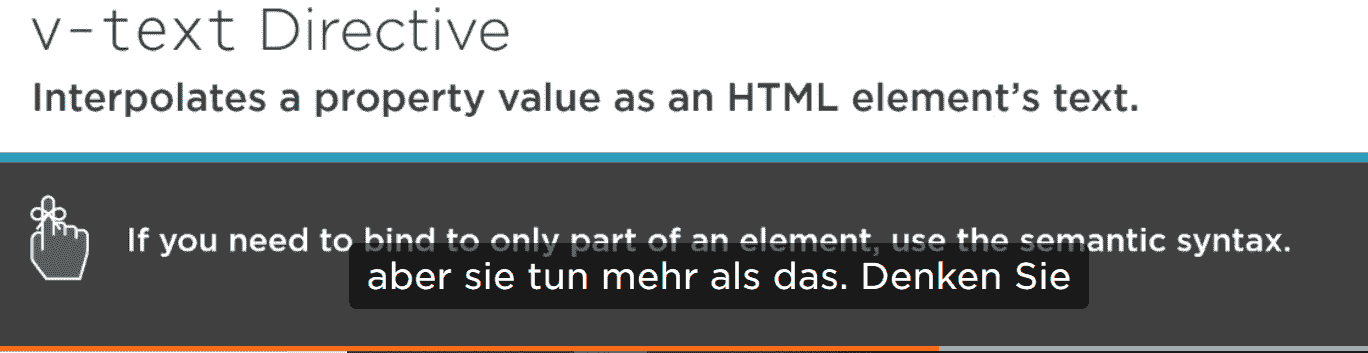 v-text Directive
Interpolates a property value as an HTML element's text.
If you need to bind to only part of an element, use the semantic syntax.
aber sie tun mehr als das. Denken Sie